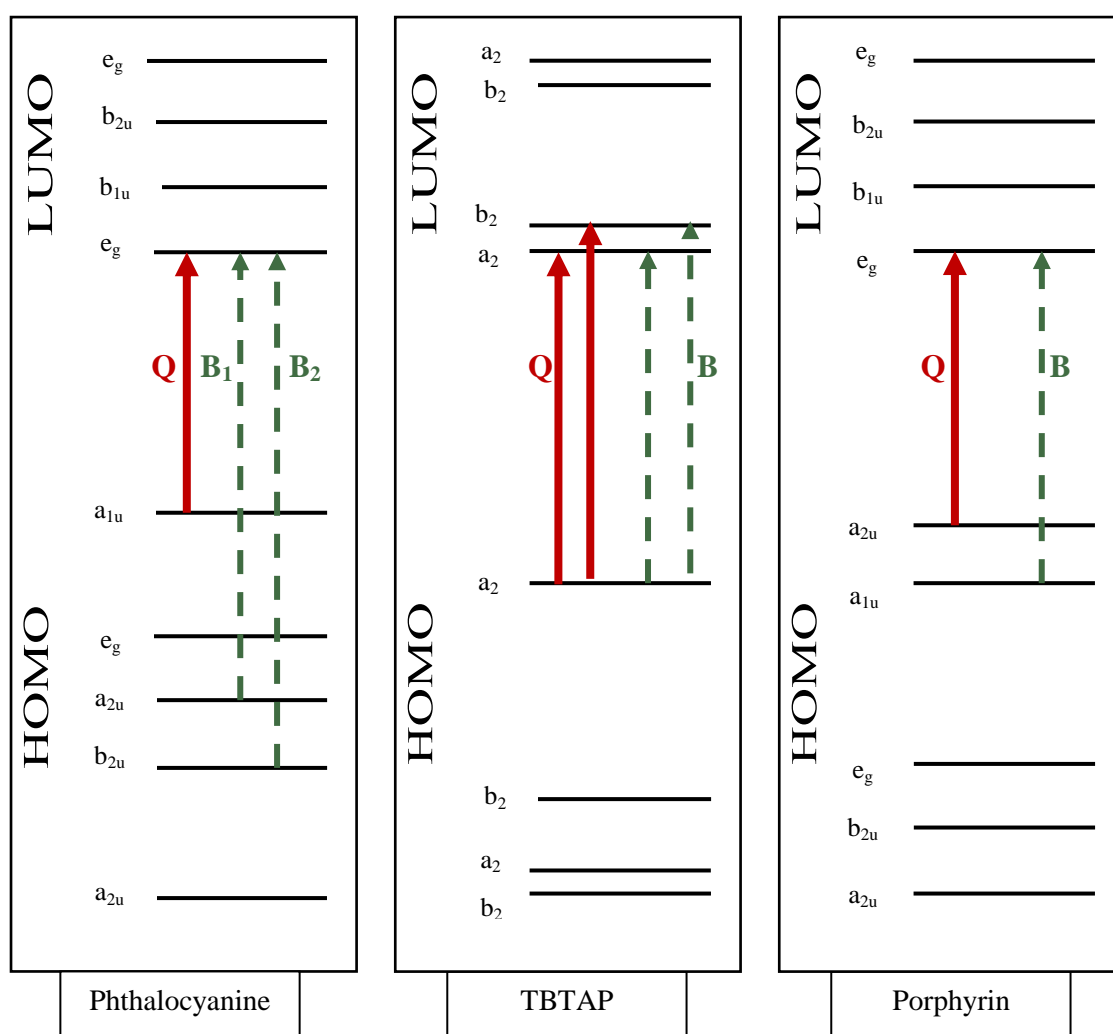 LUMO
HOMO
e_g
b_2u
b_1u
e_g
Q
B_1
B_2
a_1u
e_g
a_2u
b_2u
a_2u
Phthalocyanine
LUMO
HOMO
a_2
b_2
b_2
a_2
Q
B
a_2
b_2
a_2
b_2
TBTAP
LUMO
HOMO
e_g
b_2u
b_1u
e_g
Q
B
a_2u
a_1u
e_g
b_2u
a_2u
Porphyrin